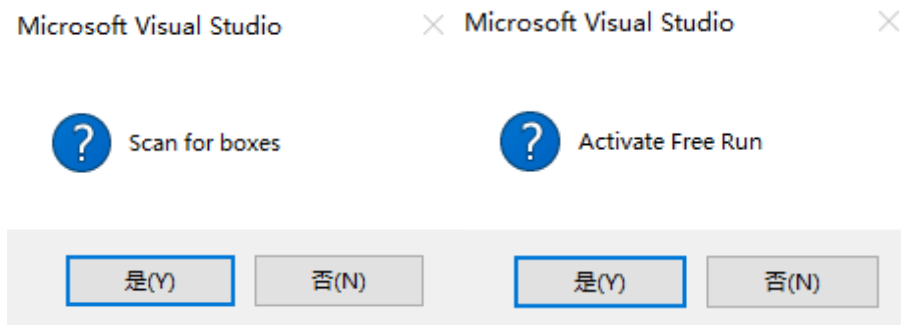 Microsoft Visual Studio
Scan for boxes
是(Y)
否(N)
Microsoft Visual Studio
Activate Free Run
是(Y)
否(N)